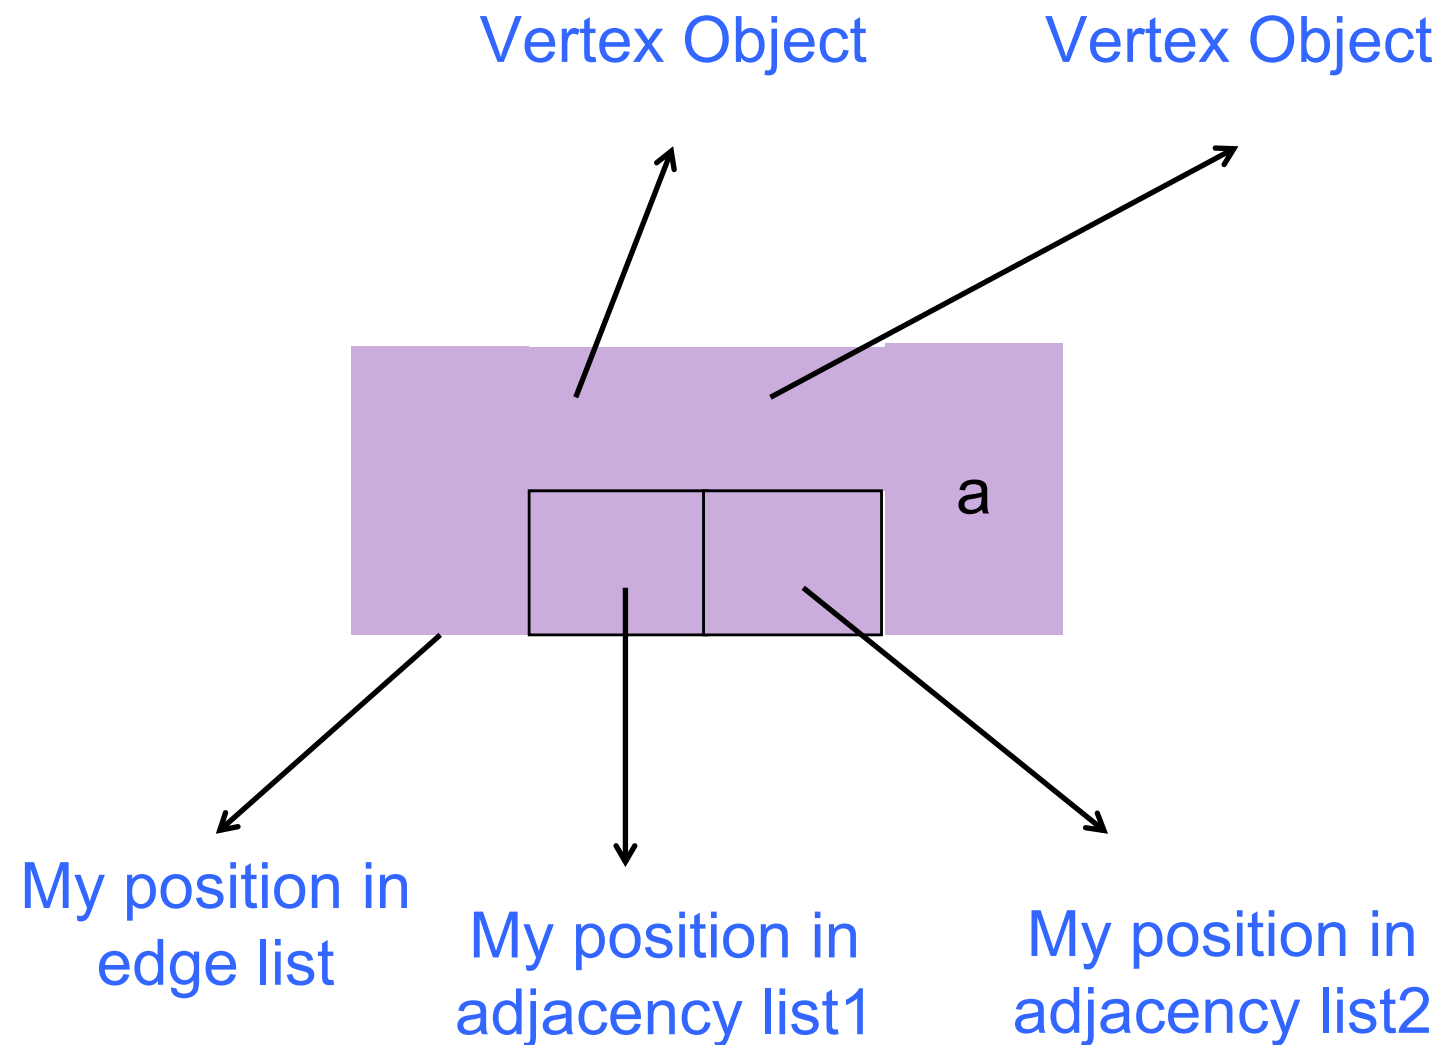 Vertex Object
Vertex Object
a
My position in
edge list
My position in
adjacency list1
My position in
adjacency list2